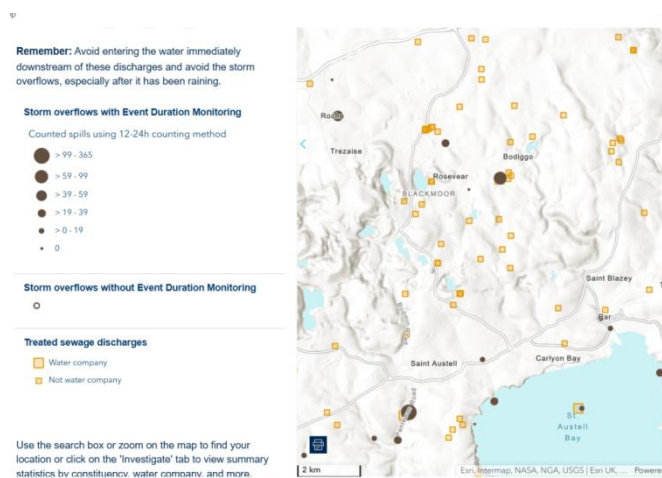 Remember: Avoid entering the water immediately
downstream of these discharges and avoid the storm
overflows, especially after it has been raining.
Storm overflows with Event Duration Monitoring
Counted spills using 12-24h counting method
> 99 - 365
> 59 - 99
> 39 - 59
> 19 - 39
> 0 - 19
0
Storm overflows without Event Duration Monitoring
Treated sewage discharges
Water company
Not water company
Use the search box or zoom on the map to find your
location or click on the 'Investigate' tab to view summary
statistics by constituency, water company, and more.
Roche
Trezaise
Bodiggo
Rosevear
BLACKMOOR
Saint Blazey
Par
Carlyon Bay
Saint Austell
St.
Austell
Bay
2 km
Esri, Intermap, NASA, NGA, USGS | Esri UK, ... Powere